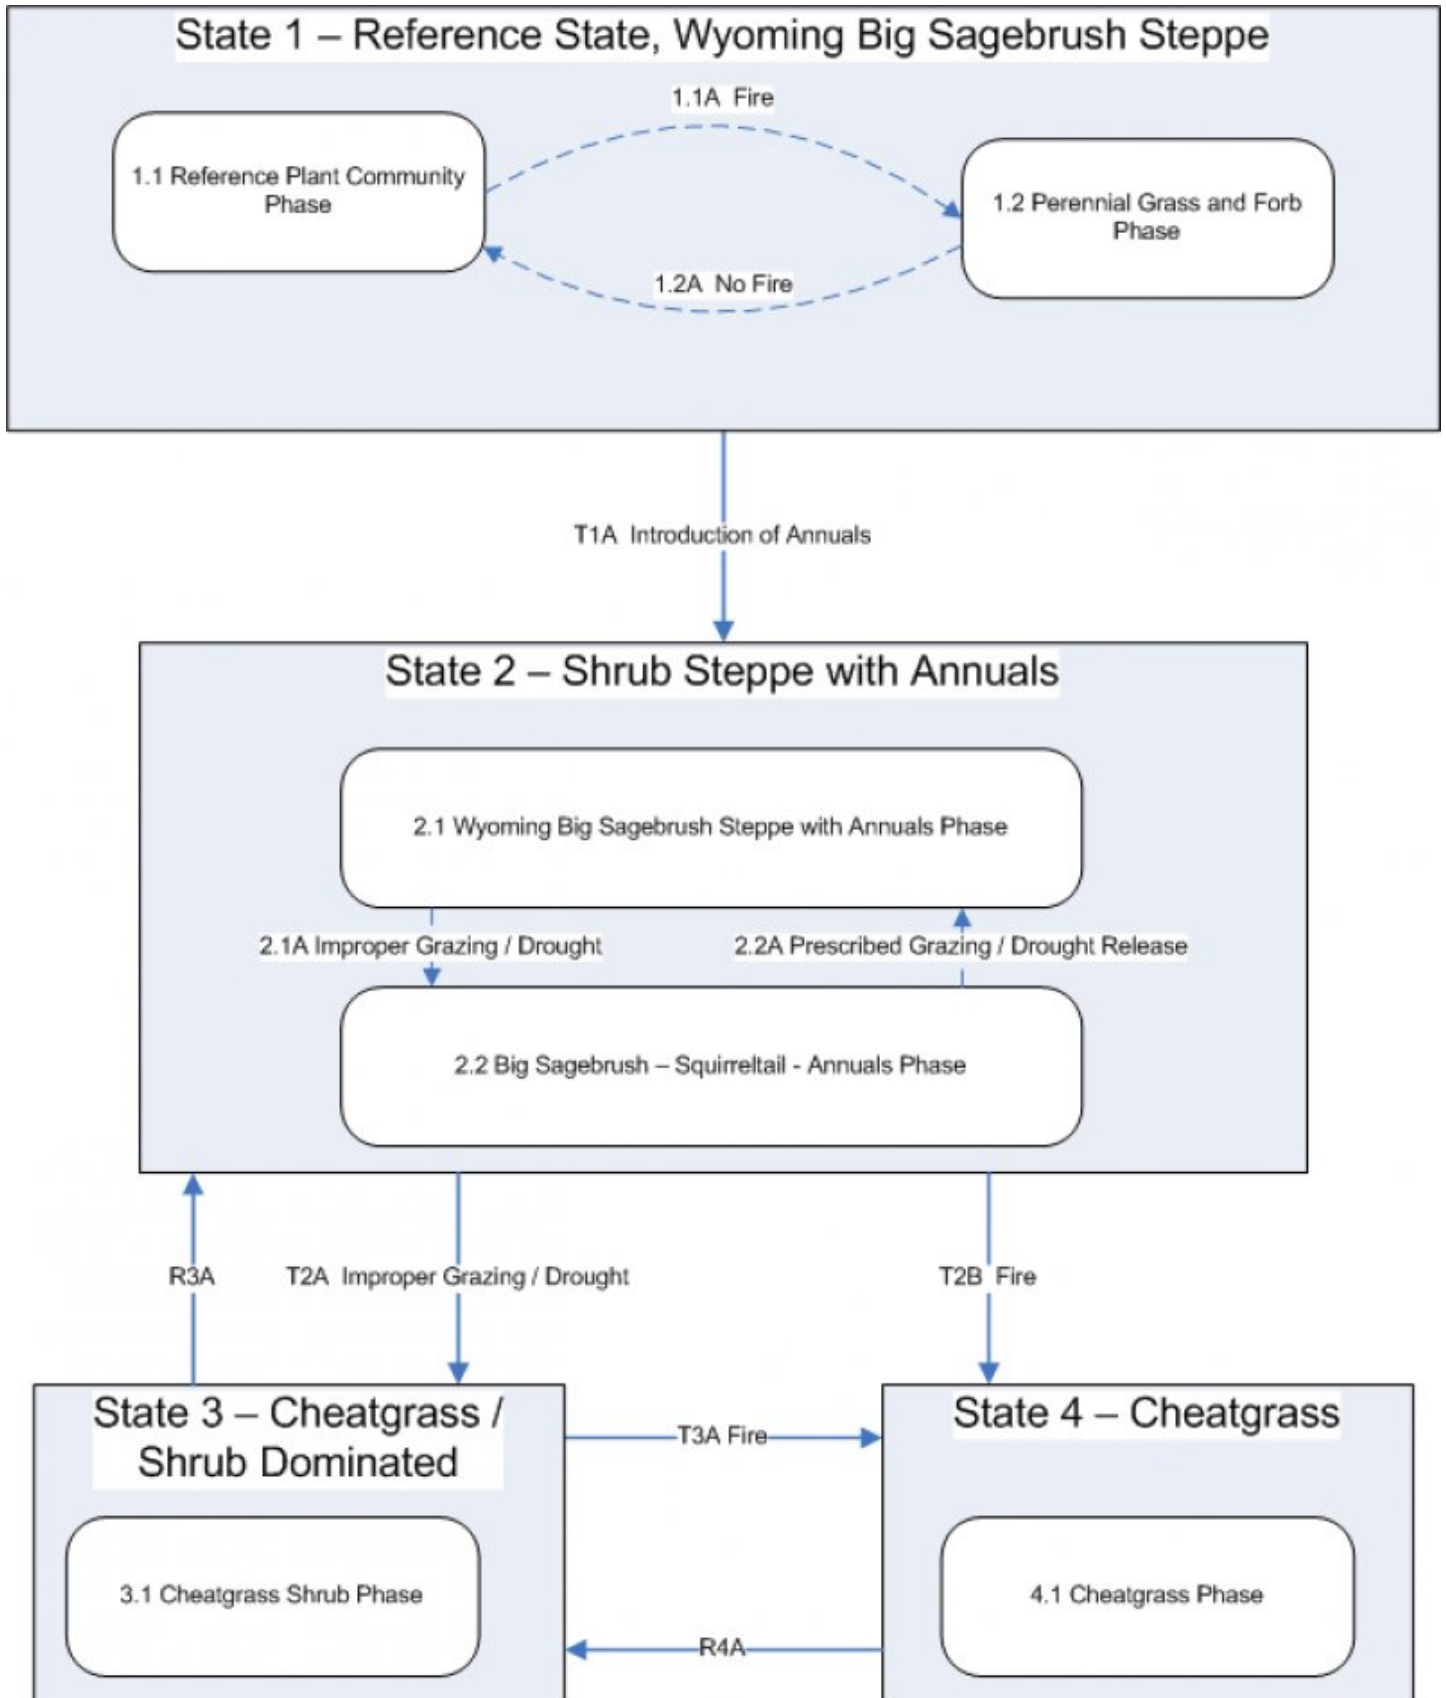 State 1 – Reference State, Wyoming Big Sagebrush Steppe
1.1A  Fire
1.1 Reference Plant Community
Phase
1.2 Perennial Grass and Forb
Phase
1.2A  No Fire
T1A  Introduction of Annuals
State 2 – Shrub Steppe with Annuals
2.1 Wyoming Big Sagebrush Steppe with Annuals Phase
2.1A Improper Grazing / Drought
2.2A Prescribed Grazing / Drought Release
2.2 Big Sagebrush – Squirreltail - Annuals Phase
R3A
T2A  Improper Grazing / Drought
T2B  Fire
State 3 – Cheatgrass /
Shrub Dominated
T3A Fire
State 4 – Cheatgrass
3.1 Cheatgrass Shrub Phase
4.1 Cheatgrass Phase
R4A